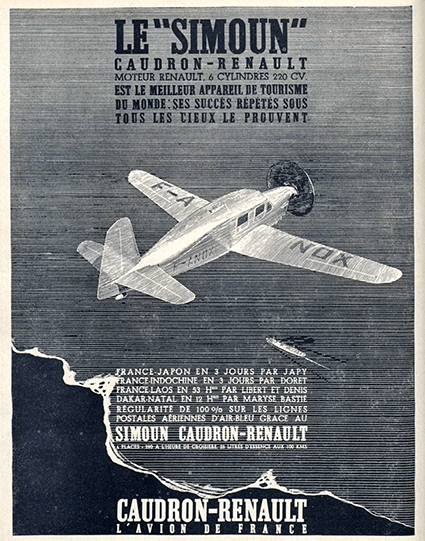 LE "SIMOUN"
CAUDRON-RENAULT
MOTEUR RENAULT, 6 CYLINDRES 220 CV.
EST LE MEILLEUR APPAREIL DE TOURISME
DU MONDE: SES SUCCÈS RÉPÉTÉS SOUS
TOUS LES CIEUX LE PROUVENT
F-A
NOX
F-ANOX
FRANCE-JAPON EN 3 JOURS PAR JAPY
FRANCE-INDOCHINE EN 3 JOURS PAR DORET
FRANCE-LAOS EN 53 Hres PAR LIBERT ET DENIS
DAKAR-NATAL EN 12 Hres PAR MARYSE BASTIÉ
RÉGULARITÉ DE 100% SUR LES LIGNES
POSTALES AÉRIENNES D'AIR-BLEU GRACE AU
SIMOUN CAUDRON-RENAULT
4 PLACES - 290 A L'HEURE DE CROISIÈRE, LITRES D'ESSENCE AUX 100 KMS
CAUDRON-RENAULT
L'AVION DE FRANCE